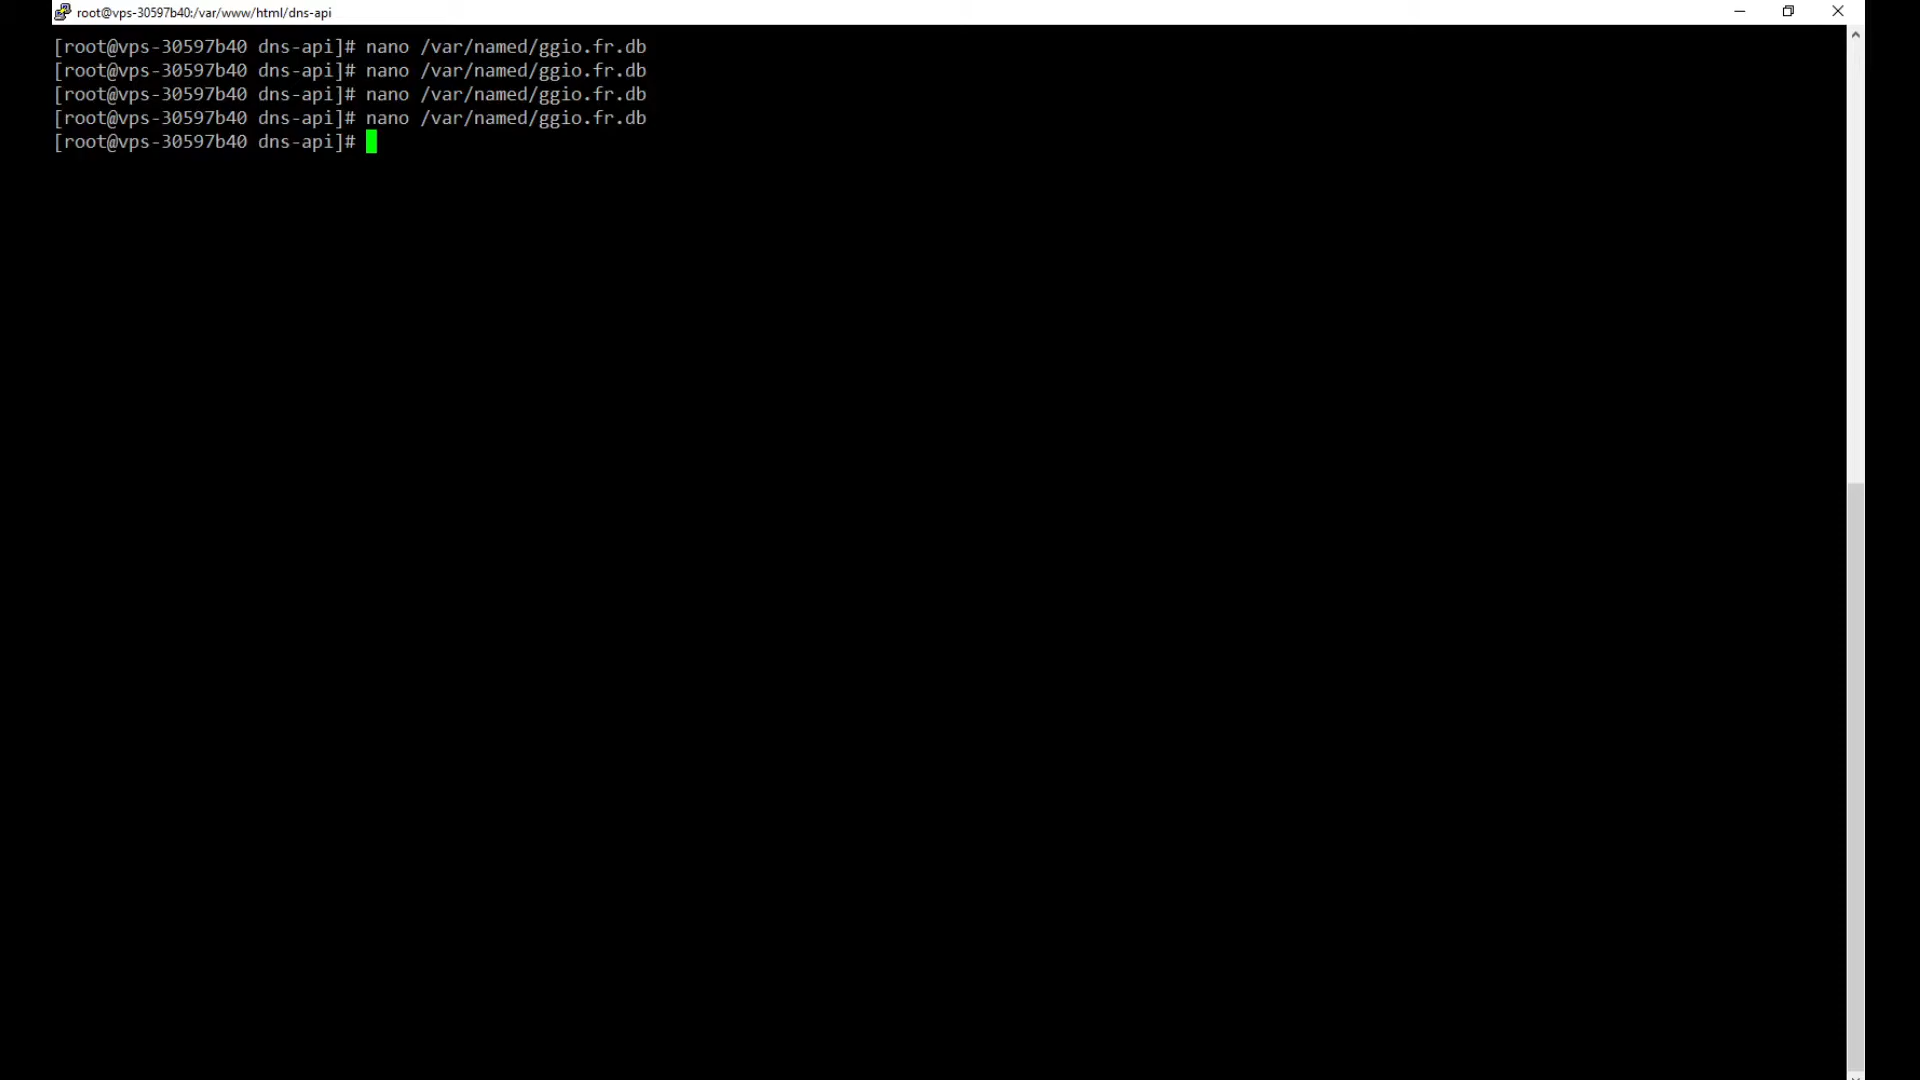 root@vps-30597b40:/var/www/html/dns-api
[root@vps-30597b40 dns-api]# nano /var/named/ggio.fr.db
[root@vps-30597b40 dns-api]# nano /var/named/ggio.fr.db
[root@vps-30597b40 dns-api]# nano /var/named/ggio.fr.db
[root@vps-30597b40 dns-api]# nano /var/named/ggio.fr.db
[root@vps-30597b40 dns-api]#